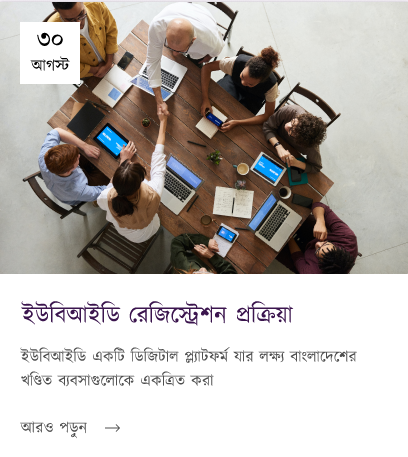 ৩০
আগস্ট
ইউবিআইডি রেজিস্ট্রেশন প্রক্রিয়া
ইউবিআইডি একটি ডিজিটাল প্ল্যাটফর্ম যার লক্ষ্য বাংলাদেশের
খণ্ডিত ব্যবসাগুলোকে একত্রিত করা
আরও পড়ুন →